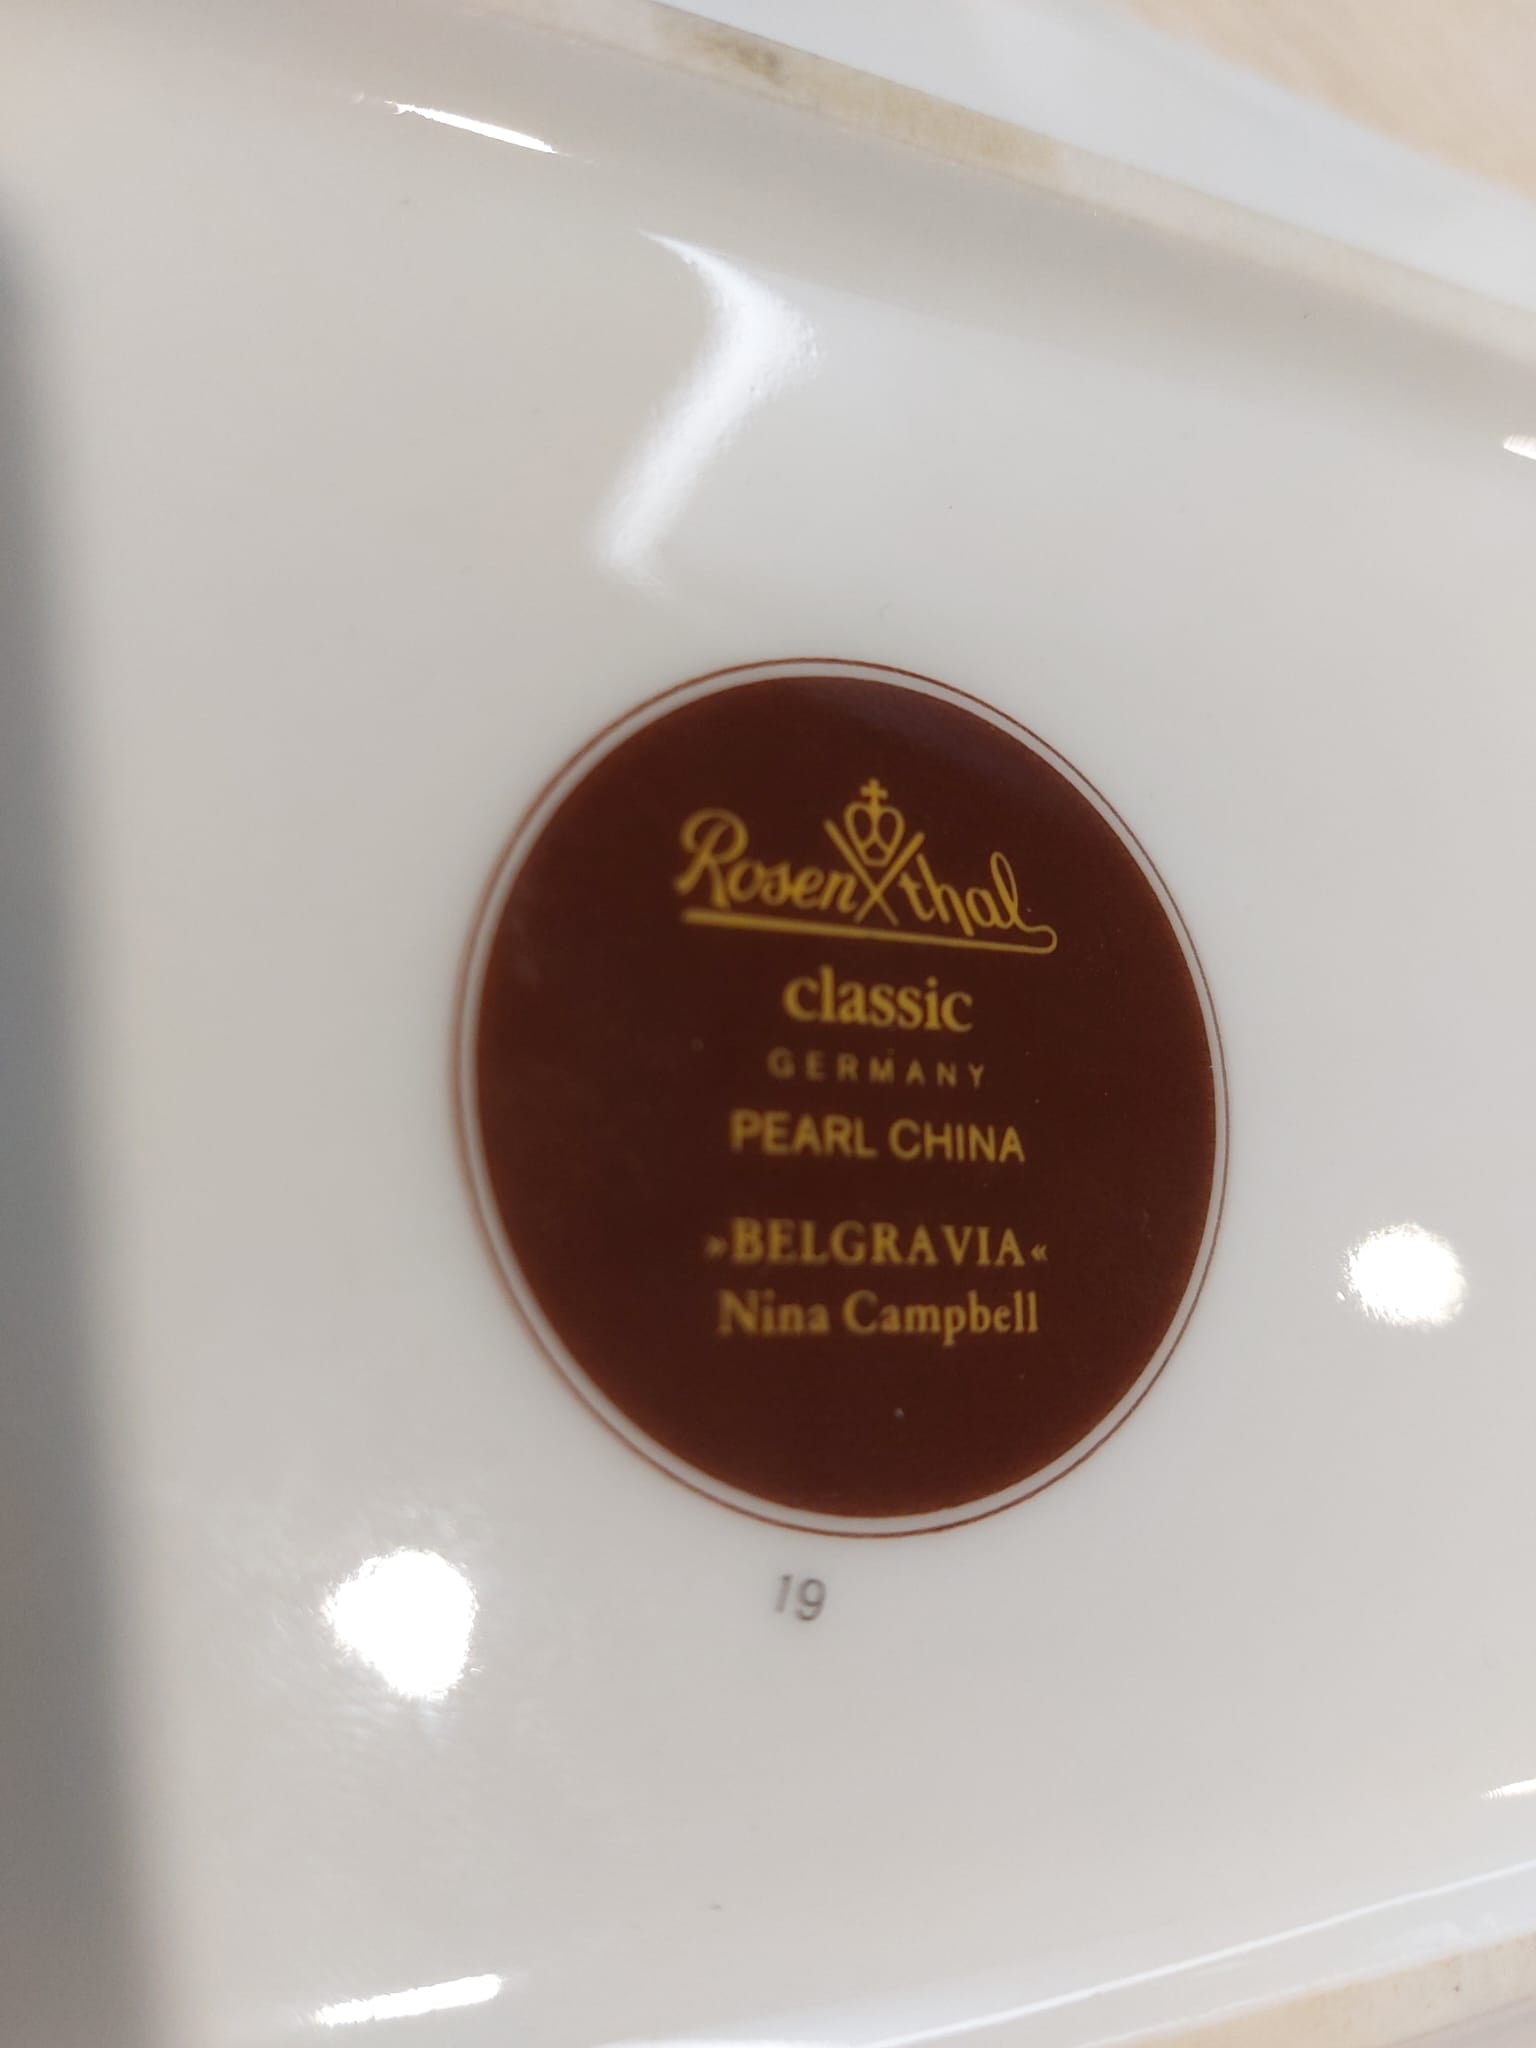 Rosenthal
classic
GERMANY
PEARL CHINA
»BELGRAVIA«
Nina Campbell
19